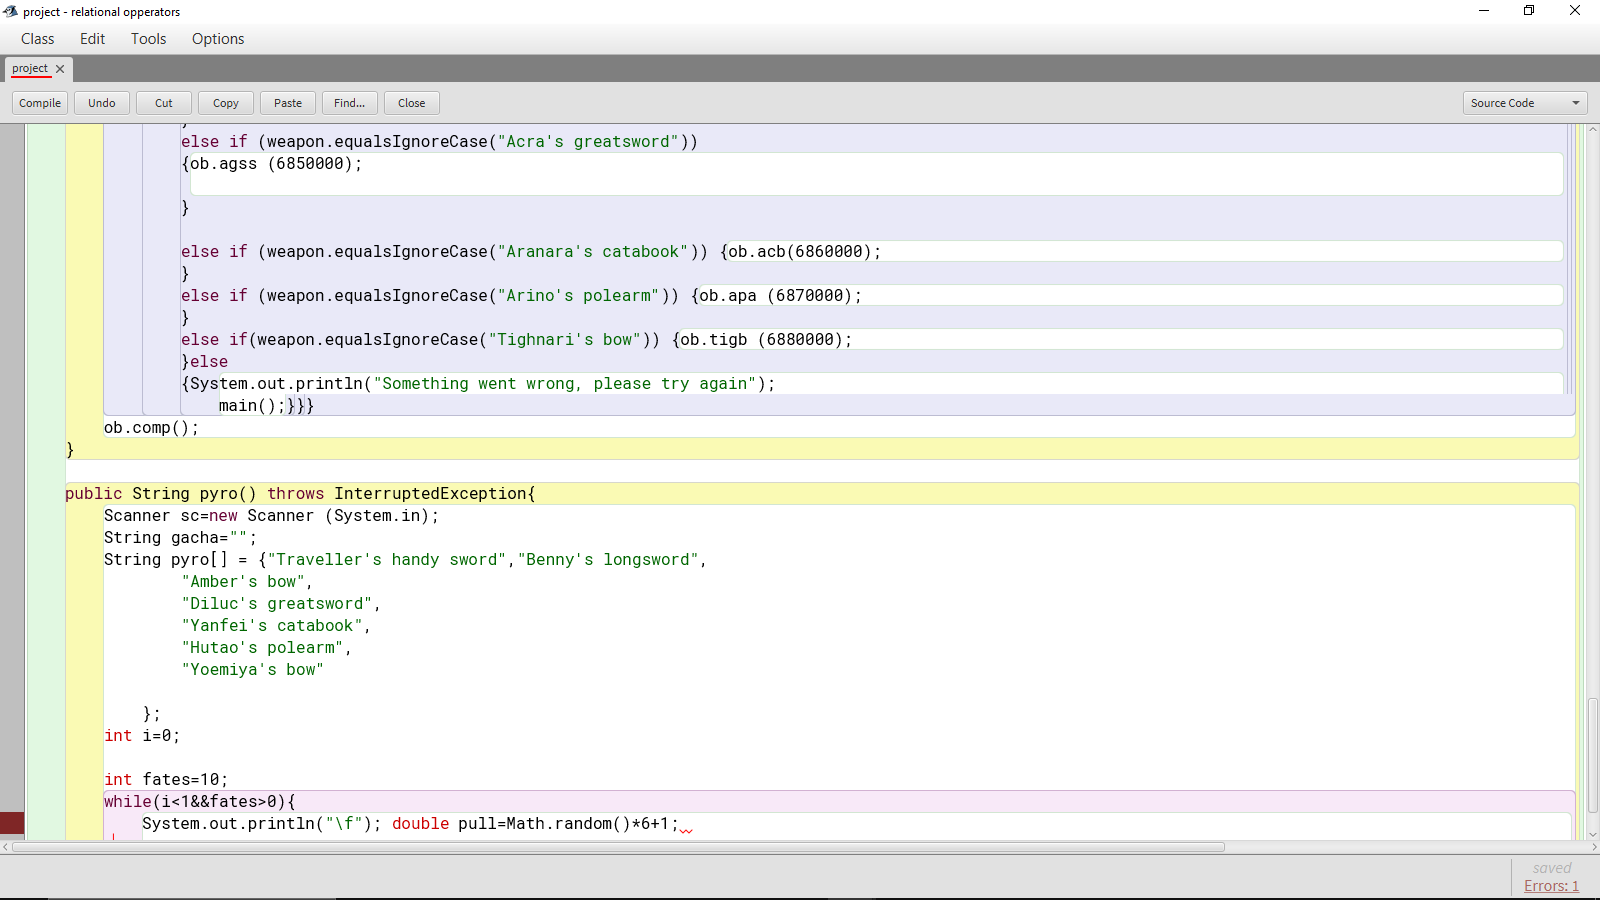 project - relational opperators
Class Edit Tools Options
project
Compile Undo Cut Copy Paste Find... Close Source Code
}
else if (weapon.equalsIgnoreCase("Acra's greatsword"))
{ob.agss (6850000);
}
else if (weapon.equalsIgnoreCase("Aranara's catabook")) {ob.acb(6860000);
}
else if (weapon.equalsIgnoreCase("Arino's polearm")) {ob.apa (6870000);
}
else if(weapon.equalsIgnoreCase("Tighnari's bow")) {ob.tigb (6880000);
}else
{System.out.println("Something went wrong, please try again");
main();}}}
ob.comp();
}
public String pyro() throws InterruptedException{
Scanner sc=new Scanner (System.in);
String gacha="";
String pyro[] = {"Traveller's handy sword","Benny's longsword",
"Amber's bow",
"Diluc's greatsword",
"Yanfei's catabook",
"Hutao's polearm",
"Yoemiya's bow"
};
int i=0;
int fates=10;
while(i<1&&fates>0){
System.out.println("\f"); double pull=Math.random()*6+1;
saved
Errors: 1